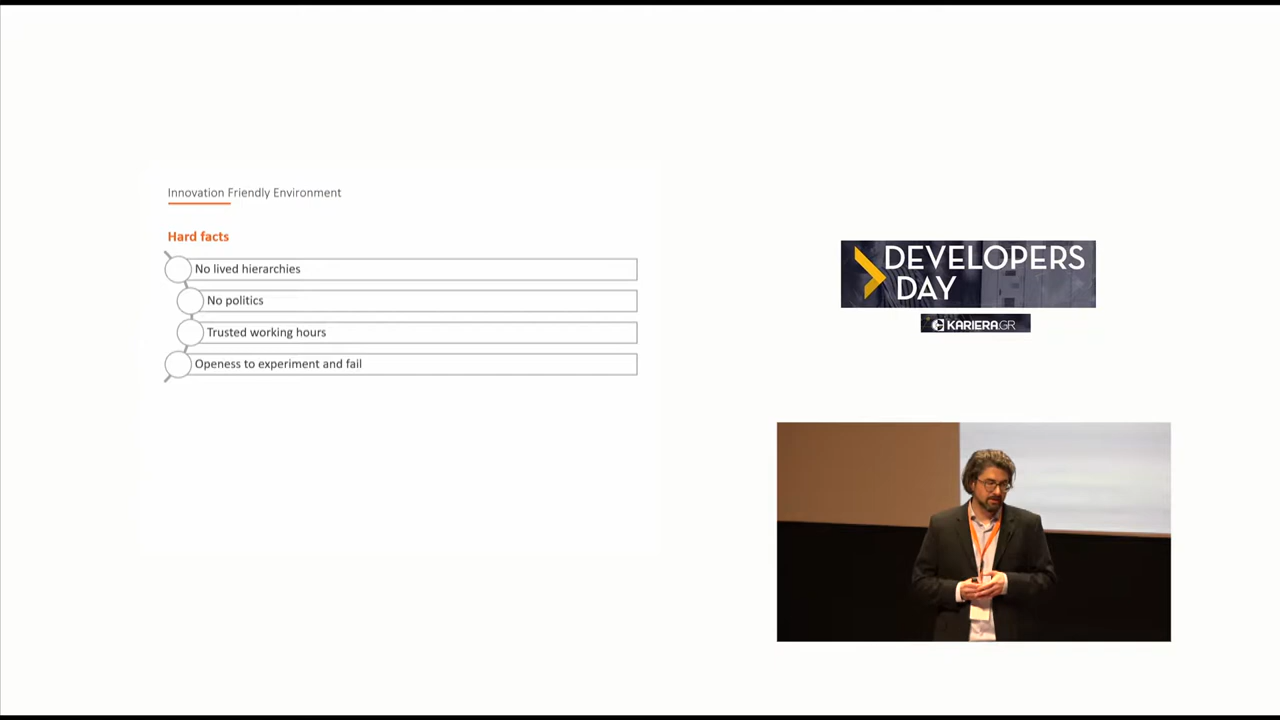 Innovation Friendly Environment
Hard facts
No lived hierarchies
No politics
Trusted working hours
Openess to experiment and fail
DEVELOPERS
DAY
KARIERA.GR